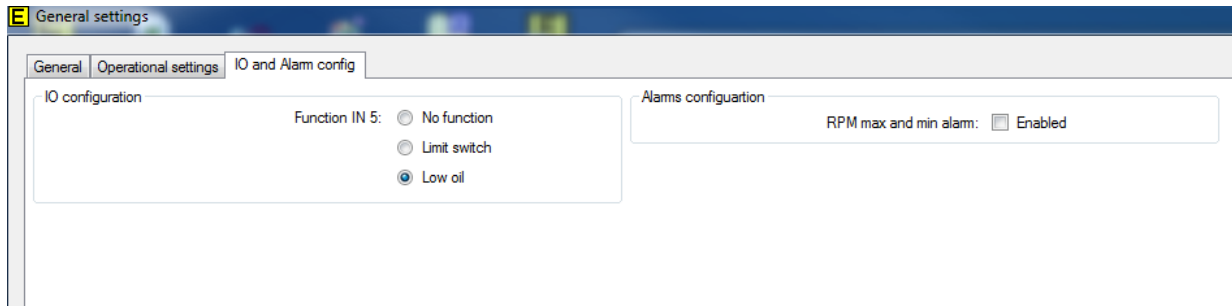 E General settings
General Operational settings IO and Alarm config
IO configuration
Function IN 5: No function
Limit switch
Low oil
Alarms configuartion
RPM max and min alarm: Enabled